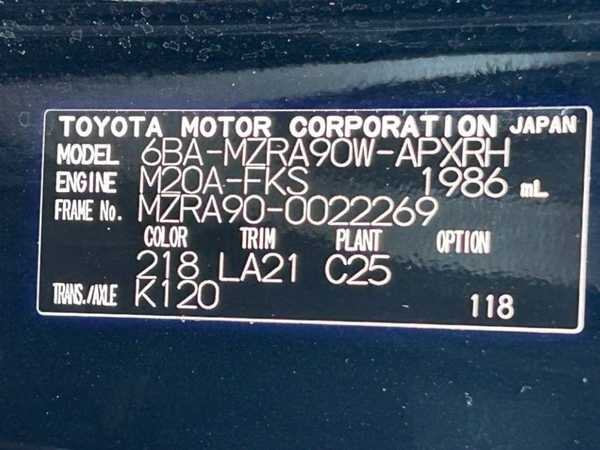 TOYOTA MOTOR CORPORATION JAPAN
MODEL 6BA-MZRA90W-APXRH
ENGINE M20A-FKS 1986 mL
FRAME No. MZRA90-0022269
COLOR TRIM PLANT OPTION
218 LA21 C25
TRANS./AXLE K120 118